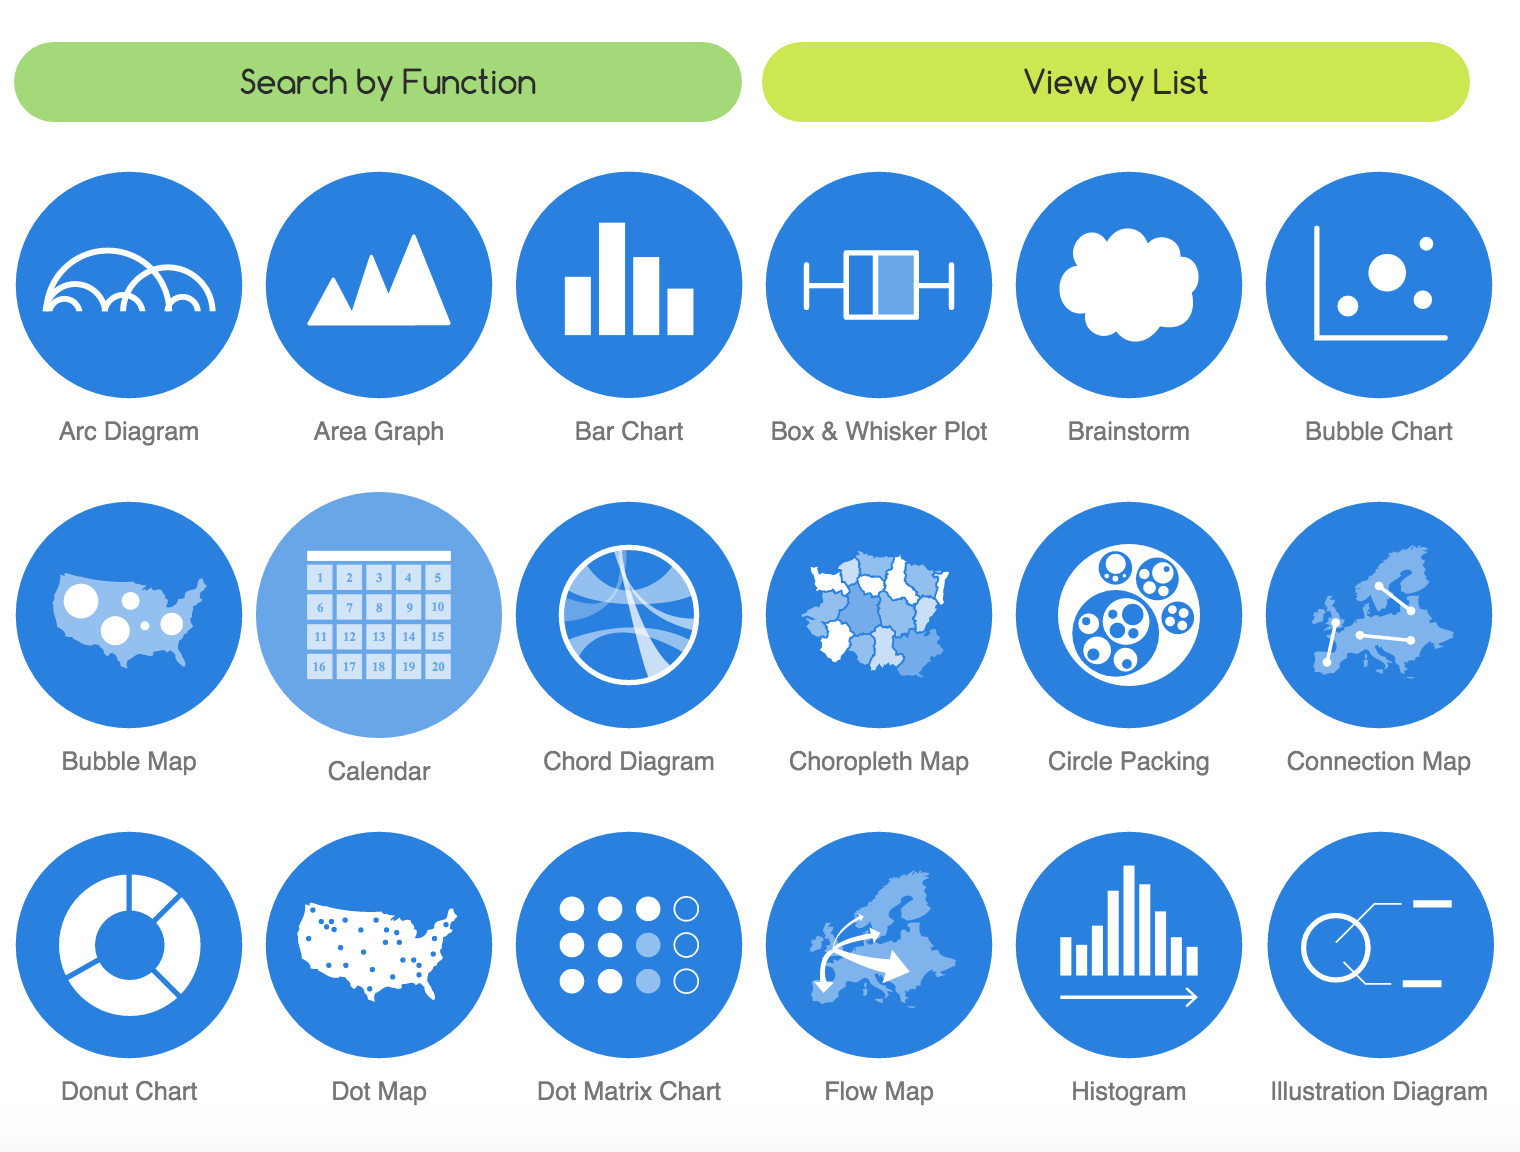 Search by Function
View by List
Arc Diagram
Area Graph
Bar Chart
Box & Whisker Plot
Brainstorm
Bubble Chart
1 2 3 4 5
6 7 8 9 10
11 12 13 14 15
16 17 18 19 20
Bubble Map
Calendar
Chord Diagram
Choropleth Map
Circle Packing
Connection Map
Donut Chart
Dot Map
Dot Matrix Chart
Flow Map
Histogram
Illustration Diagram